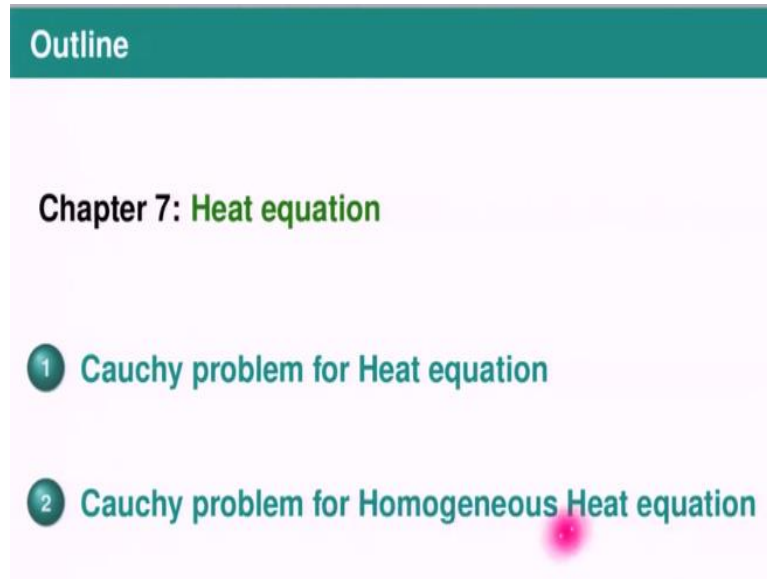 Outline
Chapter 7: Heat equation
1 Cauchy problem for Heat equation
2 Cauchy problem for Homogeneous Heat equation